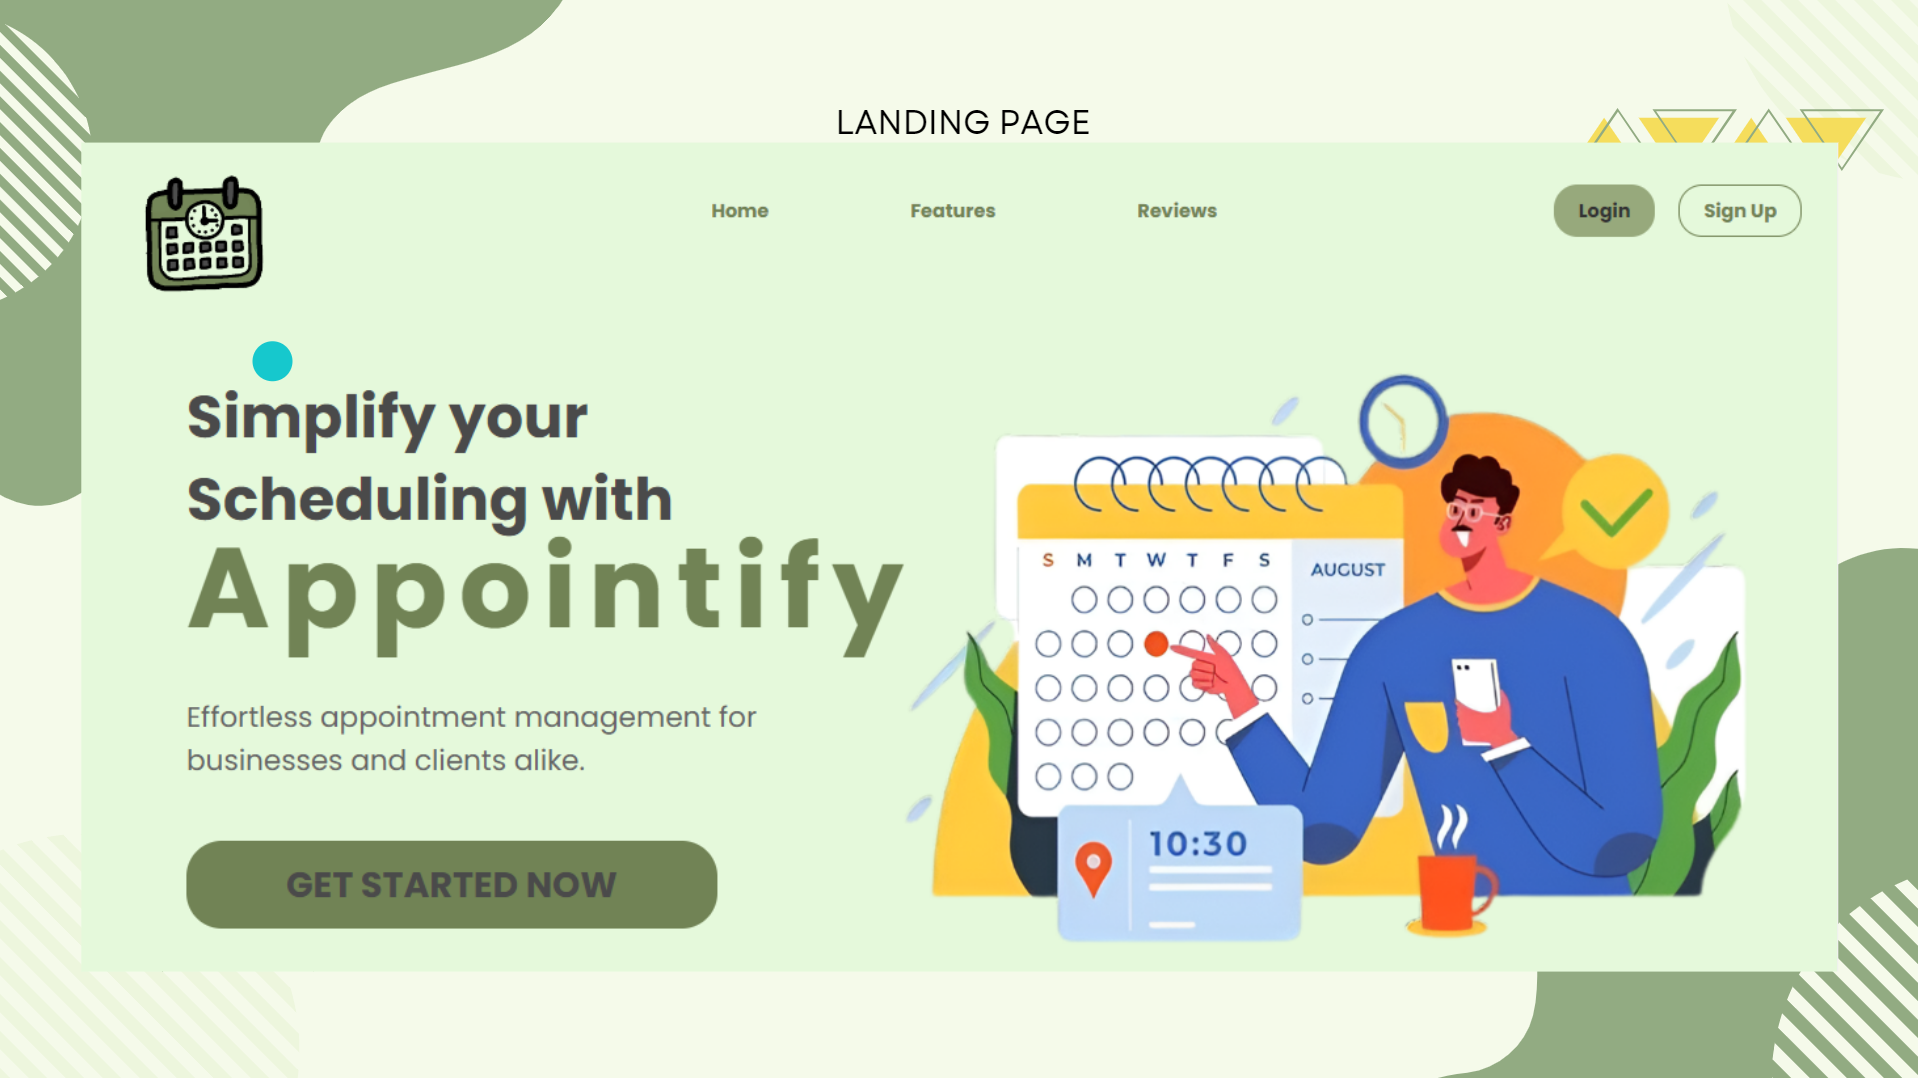 LANDING PAGE
Home Features Reviews Login Sign Up
Simplify your
Scheduling with
Appointify
Effortless appointment management for
businesses and clients alike.
GET STARTED NOW
S M T W T F S
AUGUST
10:30